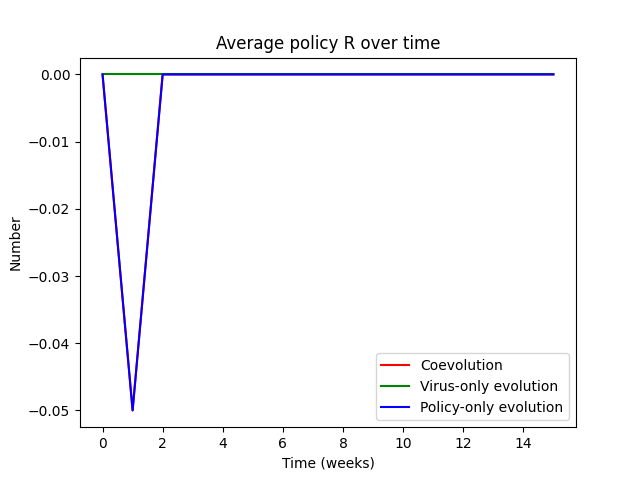 Average policy R over time
Number
0.00
−0.01
−0.02
−0.03
−0.04
−0.05
0 2 4 6 8 10 12 14
Time (weeks)
Coevolution
Virus-only evolution
Policy-only evolution